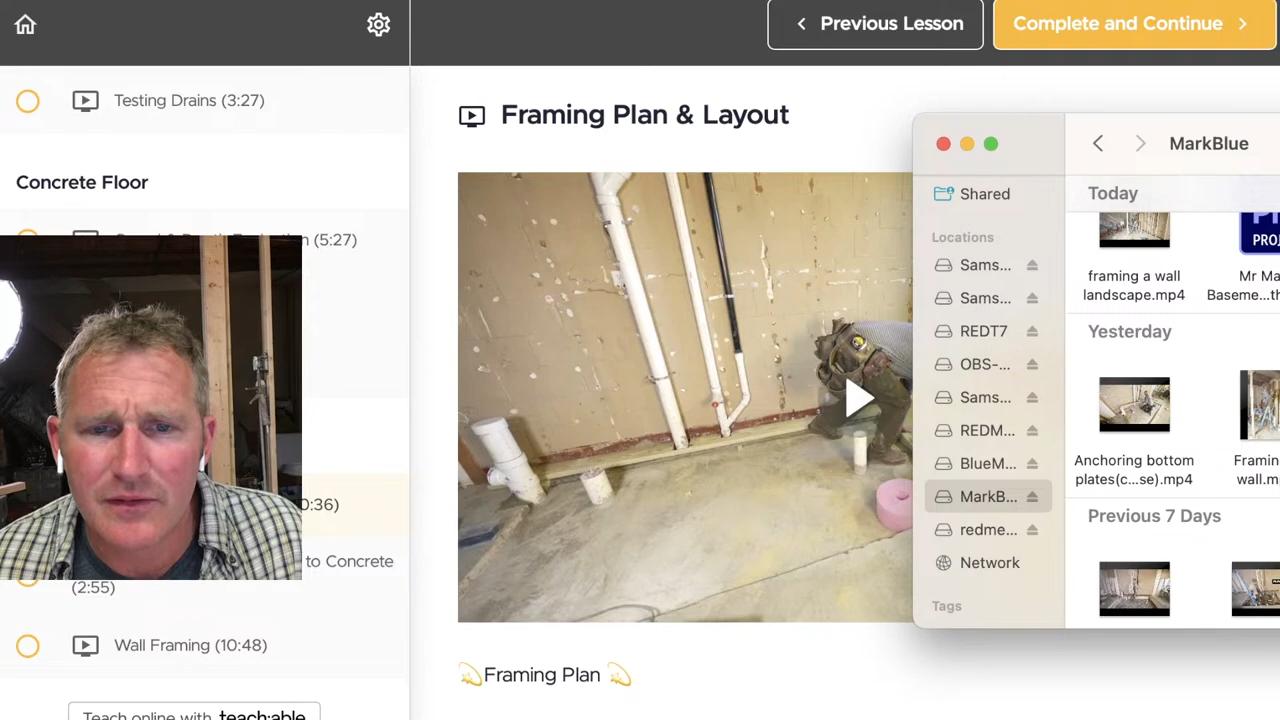 Previous Lesson
Complete and Continue
Testing Drains (3:27)
Concrete Floor
(5:27)
0:36)
to Concrete
(2:55)
Wall Framing (10:48)
Teach online with teach:able
Framing Plan & Layout
💫Framing Plan 💫
MarkBlue
Shared
Locations
Sams...
Sams...
REDT7
OBS-...
Sams...
REDM...
BlueM...
MarkB...
redme...
Network
Tags
Today
framing a wall
landscape.mp4
PROJ
Mr Ma
Baseme...th
Yesterday
Anchoring bottom
plates(c...se).mp4
Framin
wall.m
Previous 7 Days